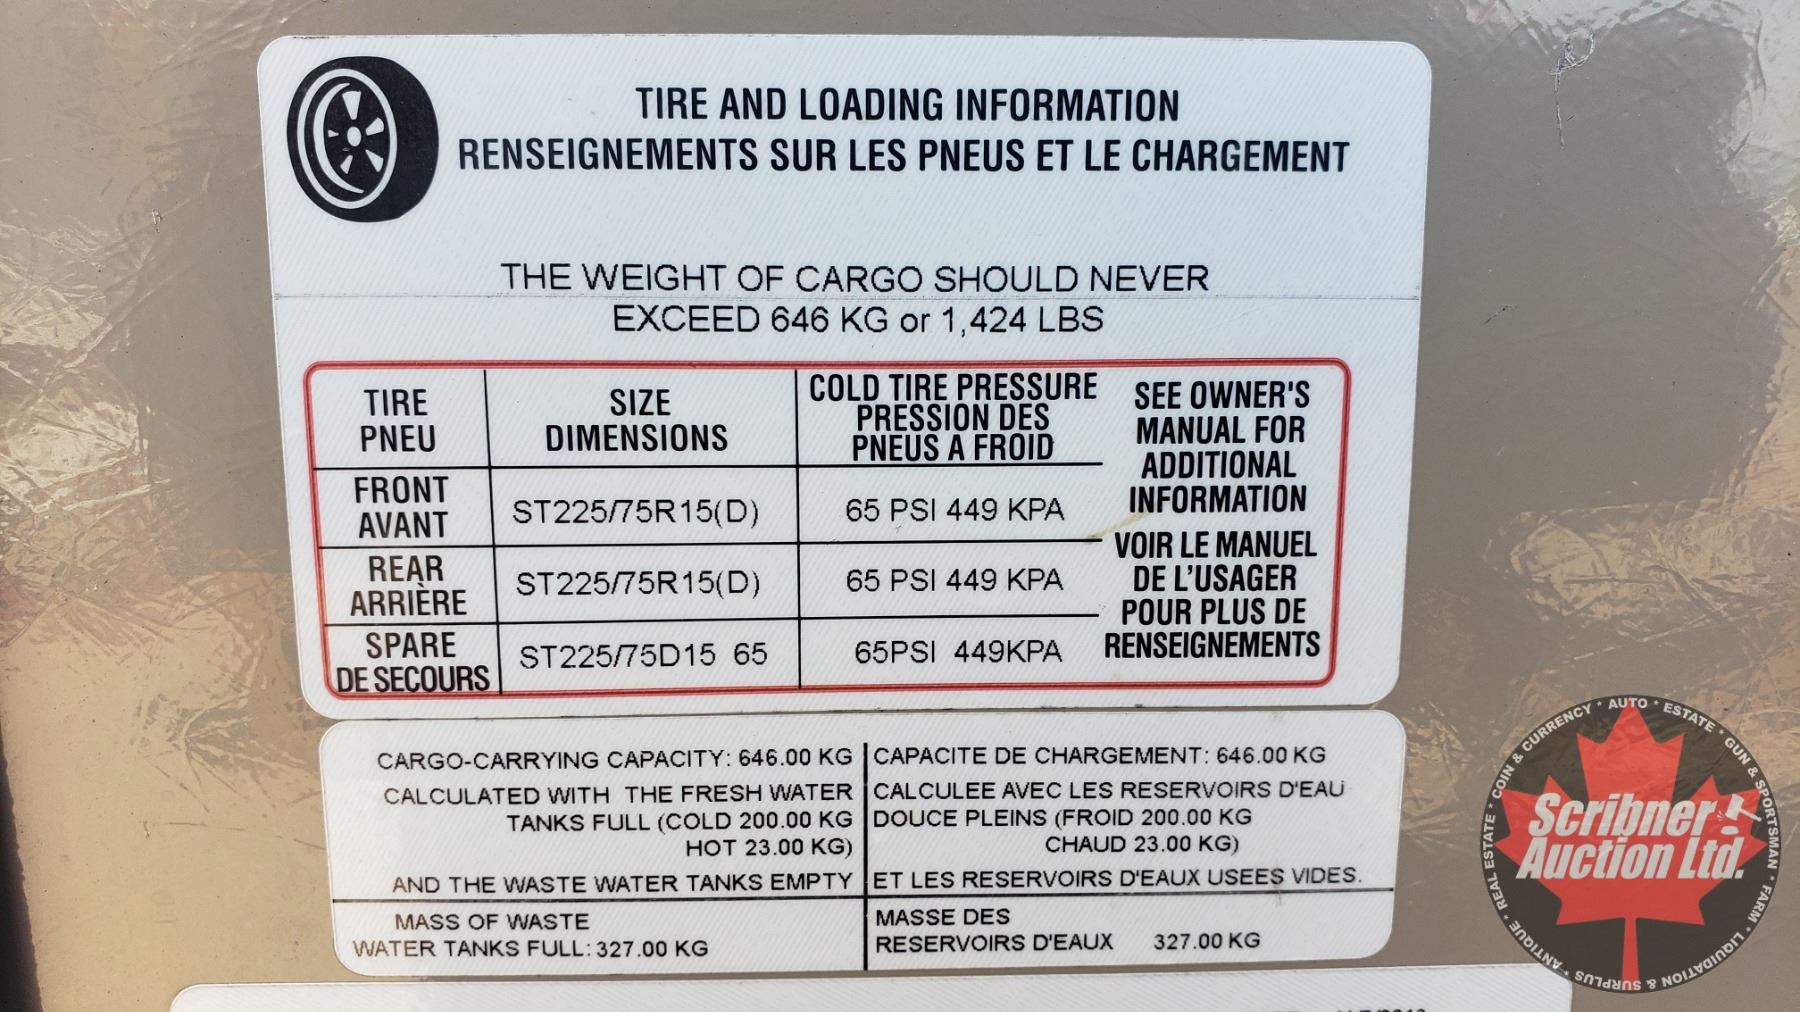 TIRE AND LOADING INFORMATION
RENSEIGNEMENTS SUR LES PNEUS ET LE CHARGEMENT
THE WEIGHT OF CARGO SHOULD NEVER
EXCEED 646 KG or 1,424 LBS
TIRE
PNEU
SIZE
DIMENSIONS
COLD TIRE PRESSURE
PRESSION DES
PNEUS A FROID
FRONT
AVANT
ST225/75R15(D)
65 PSI 449 KPA
REAR
ARRIÈRE
ST225/75R15(D)
65 PSI 449 KPA
SPARE
DE SECOURS
ST225/75D15 65
65PSI 449KPA
SEE OWNER'S
MANUAL FOR
ADDITIONAL
INFORMATION
VOIR LE MANUEL
DE L'USAGER
POUR PLUS DE
RENSEIGNEMENTS
CARGO-CARRYING CAPACITY: 646.00 KG
CALCULATED WITH THE FRESH WATER
TANKS FULL (COLD 200.00 KG
HOT 23.00 KG)
AND THE WASTE WATER TANKS EMPTY
MASS OF WASTE
WATER TANKS FULL: 327.00 KG
CAPACITE DE CHARGEMENT: 646.00 KG
CALCULEE AVEC LES RESERVOIRS D'EAU
DOUCE PLEINS (FROID 200.00 KG
CHAUD 23.00 KG)
ET LES RESERVOIRS D'EAUX USEES VIDES.
MASSE DES
RESERVOIRS D'EAUX 327.00 KG
Scribner
Auction Ltd.
REAL ESTATE * COIN & CURRENCY * AUTO * ESTATE * GUN & SPORTSMAN * FARM * LIQUIDATION & SURPLUS * ANTIQUE *